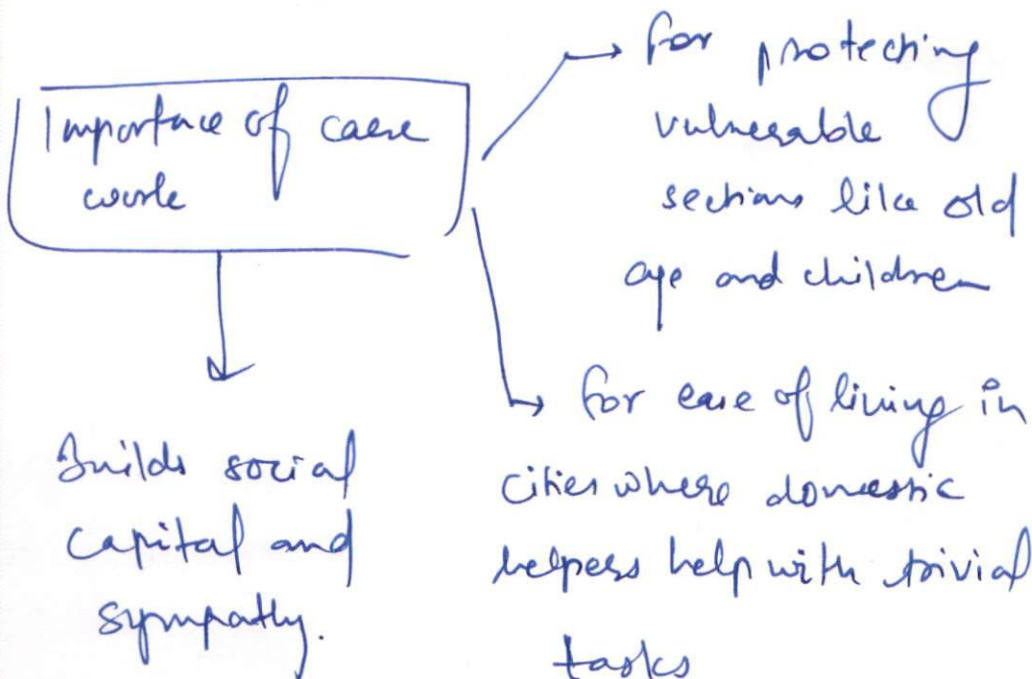 Importance of care
work
for protecting
vulnerable
sections like old
age and children
for ease of living in
cities where domestic
helpers help with trivial
tasks
Builds social
capital and
sympathy.